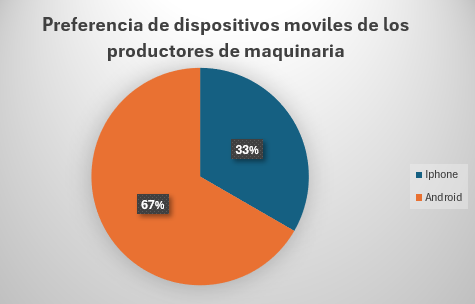 Preferencia de dispositivos moviles de los
productores de maquinaria
33%
67%
Iphone
Android